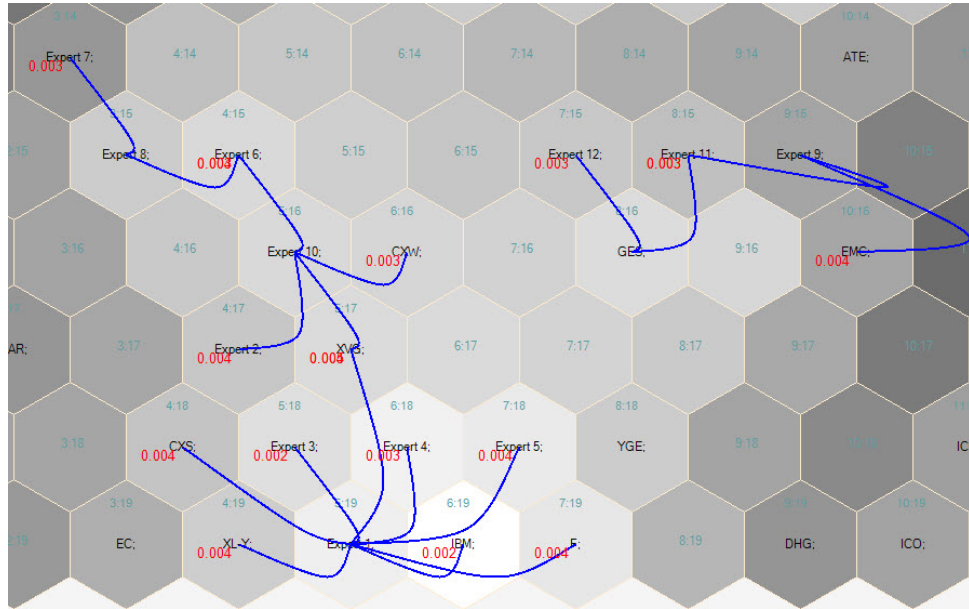 3:14 10:14
Expert 7; 4:14 5:14 6:14 7:14 8:14 9:14 ATE;
0.003
3:15 4:15 7:15 8:15 9:15
2:15 Expert 8; Expert 6; 5:15 6:15 Expert 12; Expert 11; Expert 9; 10:15
0.003 0.003
5:16 6:16 8:16 10:16
3:16 4:16 Expert 10; CXW; 7:16 GES; 9:16 EMC;
0.003 0.004
4:17 5:17
AR; 3:17 Expert 2; XVG; 6:17 7:17 8:17 9:17 10:17
0.004
4:18 5:18 6:18 7:18 8:18
3:18 CXS; Expert 3; Expert 4; Expert 5; YGE; 9:18
0.004 0.002 0.003 0.004
3:19 4:19 5:19 6:19 7:19 9:19 10:19
2:19 EC; XL-Y; Expert 1; IBM; F; 8:19 DHG; ICO;
0.004 0.002 0.004